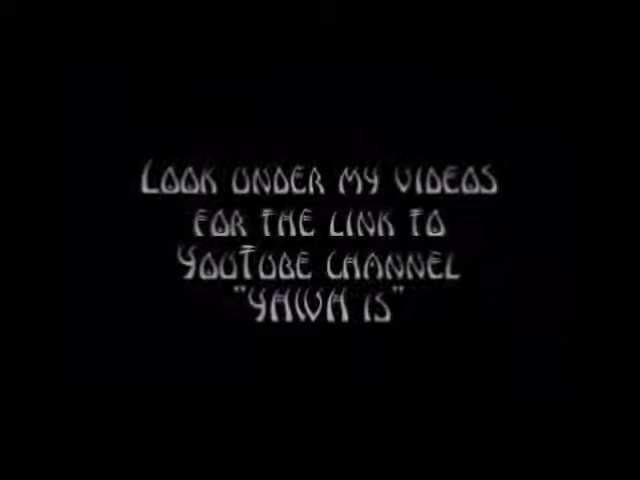 Look under my videos
for the link to
YouTube channel
"YHWH is"